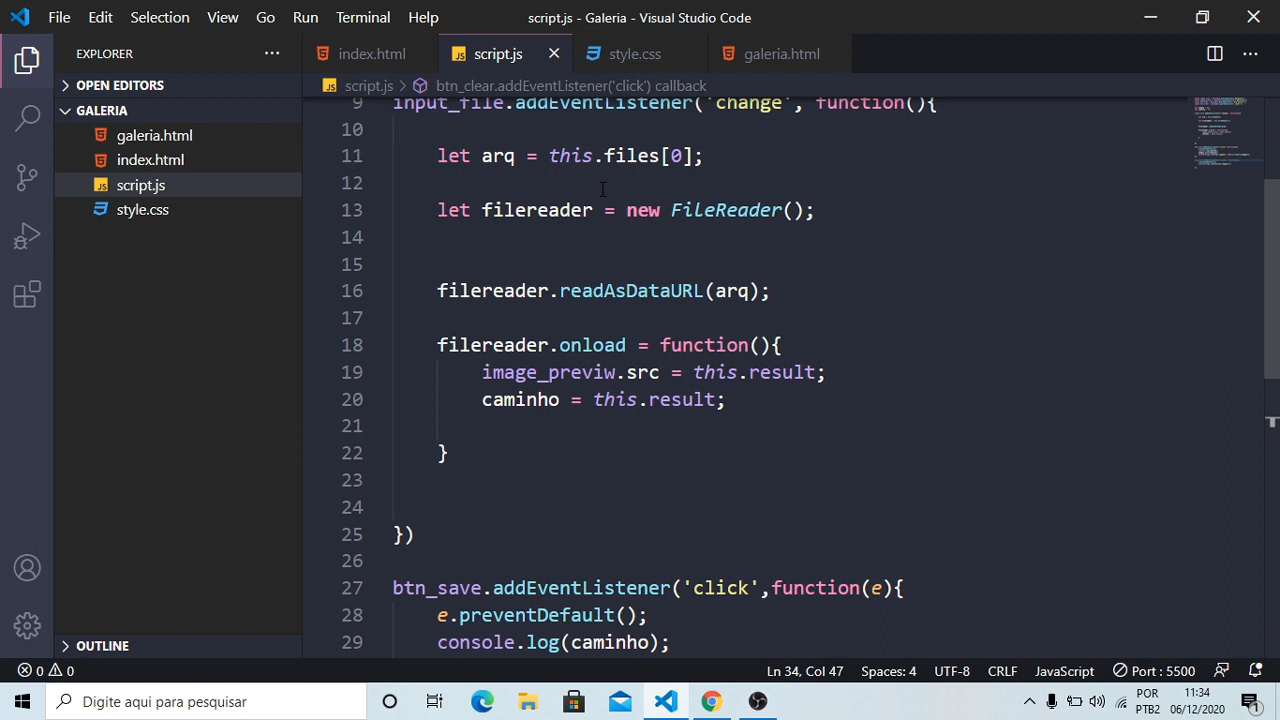 File Edit Selection View Go Run Terminal Help script.js - Galeria - Visual Studio Code
EXPLORER ··· index.html JS script.js × style.css galeria.html ···
OPEN EDITORS JS script.js > btn_clear.addEventListener('click') callback
GALERIA
galeria.html
index.html
JS script.js
style.css
9 input_file.addEventListener('change', function(){
10
11 let arq = this.files[0];
12
13 let filereader = new FileReader();
14
15
16 filereader.readAsDataURL(arq);
17
18 filereader.onload = function(){
19 image_previw.src = this.result;
20 caminho = this.result;
21
22 }
23
24
25 })
26
27 btn_save.addEventListener('click',function(e){
28 e.preventDefault();
29 console.log(caminho);
OUTLINE
0 0 Ln 34, Col 47 Spaces: 4 UTF-8 CRLF JavaScript Port : 5500
Digite aqui para pesquisar
POR 11:34
PTB2 06/12/2020 1